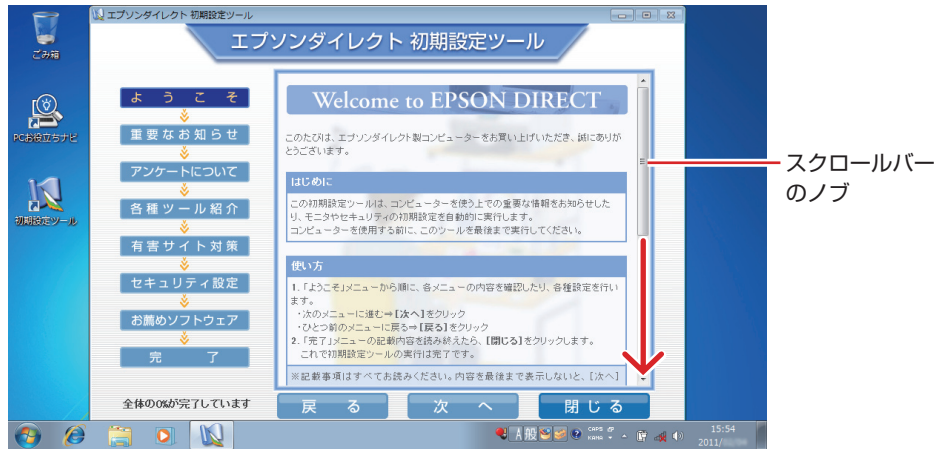 エプソンダイレクト 初期設定ツール
エプソンダイレクト 初期設定ツール
ごみ箱
PCお役立ちナビ
初期設定ツール
ようこそ
重要なお知らせ
アンケートについて
各種ツール紹介
有害サイト対策
セキュリティ設定
お薦めソフトウェア
完了
全体の0%が完了しています
Welcome to EPSON DIRECT
このたびは、エプソンダイレクト製コンピューターをお買い上げいただき、誠にありが
とうございます。
はじめに
この初期設定ツールは、コンピューターを使う上での重要な情報をお知らせした
り、モニタやセキュリティの初期設定を自動的に実行します。
コンピューターを使用する前に、このツールを最後まで実行してください。
使い方
1.「ようこそ」メニューから順に、各メニューの内容を確認したり、各種設定を行い
ます。
・次のメニューに進む⇒[次へ]をクリック
・ひとつ前のメニューに戻る⇒[戻る]をクリック
2.「完了」メニューの記載内容を読み終えたら、[閉じる]をクリックします。
これで初期設定ツールの実行は完了です。
※記載事項はすべてお読みください。内容を最後まで表示しないと、[次へ]
戻る
次へ
閉じる
スクロールバー
のノブ
A 般
CAPS
KANA
15:54
2011/